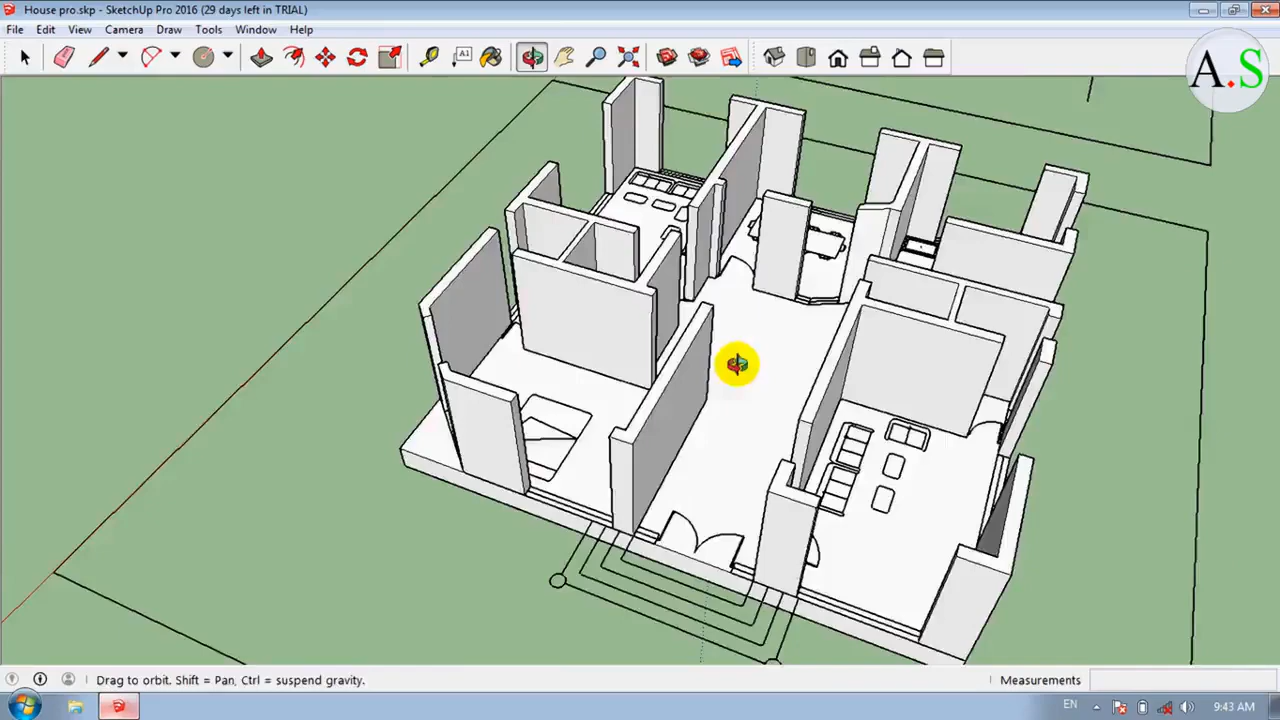 House pro.skp - SketchUp Pro 2016 (29 days left in TRIAL)
File Edit View Camera Draw Tools Window Help
A1
A.S
Drag to orbit. Shift = Pan, Ctrl = suspend gravity.
Measurements
EN
9:43 AM